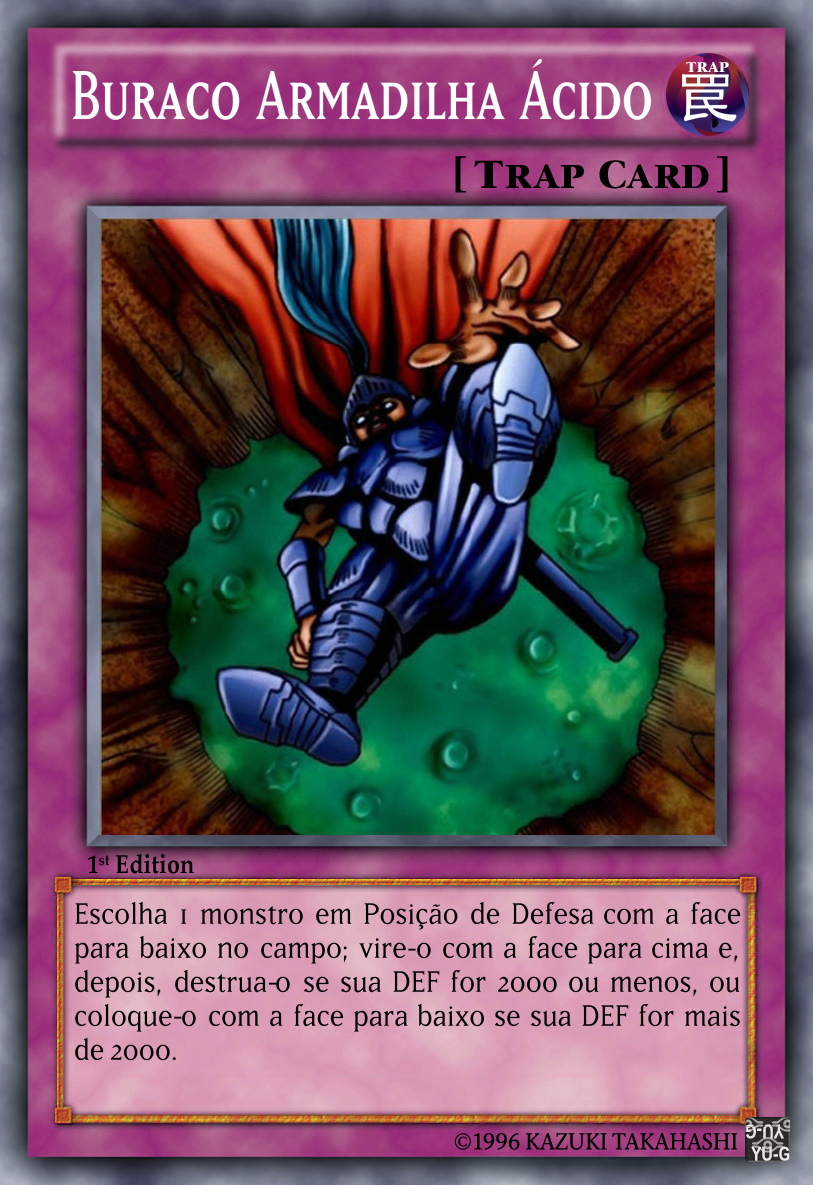 Buraco Armadilha Ácido
TRAP
罠
[Trap Card]
1st Edition
Escolha 1 monstro em Posição de Defesa com a face
para baixo no campo; vire-o com a face para cima e,
depois, destrua-o se sua DEF for 2000 ou menos, ou
coloque-o com a face para baixo se sua DEF for mais
de 2000.
©1996 KAZUKI TAKAHASHI
YU-G
YU-G